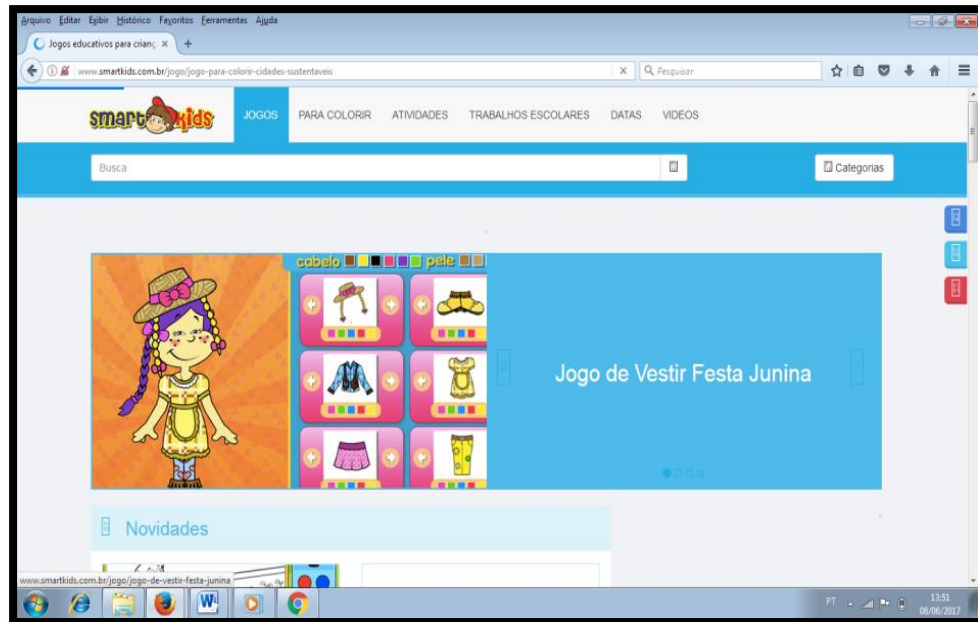 Arquivo Editar Exibir Histórico Favoritos Ferramentas Ajuda
Jogos educativos para crianç × +
www.smartkids.com.br/jogo/jogo-para-colorir-cidades-sustentaveis
Pesquisar
smart kids
JOGOS PARA COLORIR ATIVIDADES TRABALHOS ESCOLARES DATAS VIDEOS
Busca
Categorias
cabelo pele
Jogo de Vestir Festa Junina
Novidades
www.smartkids.com.br/jogo/jogo-de-vestir-festa-junina
PT 13:51
08/06/2017